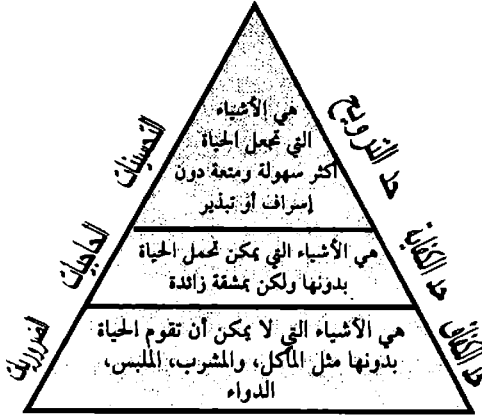 هي الأشياء
التي تجعل الحياة
أكثر سهولة ومتعة دون
إسراف أو تبذير
التحسينات
حد الترويح
هي الأشياء التي يمكن تحمل الحياة
بدونها ولكن بمشقة زائدة
الحاجيات
حد الكفاية
هي الأشياء التي لا يمكن أن تقوم الحياة
بدونها مثل المأكل، والمشرب، الملبس،
الدواء
الضروريات
حد الكفاف